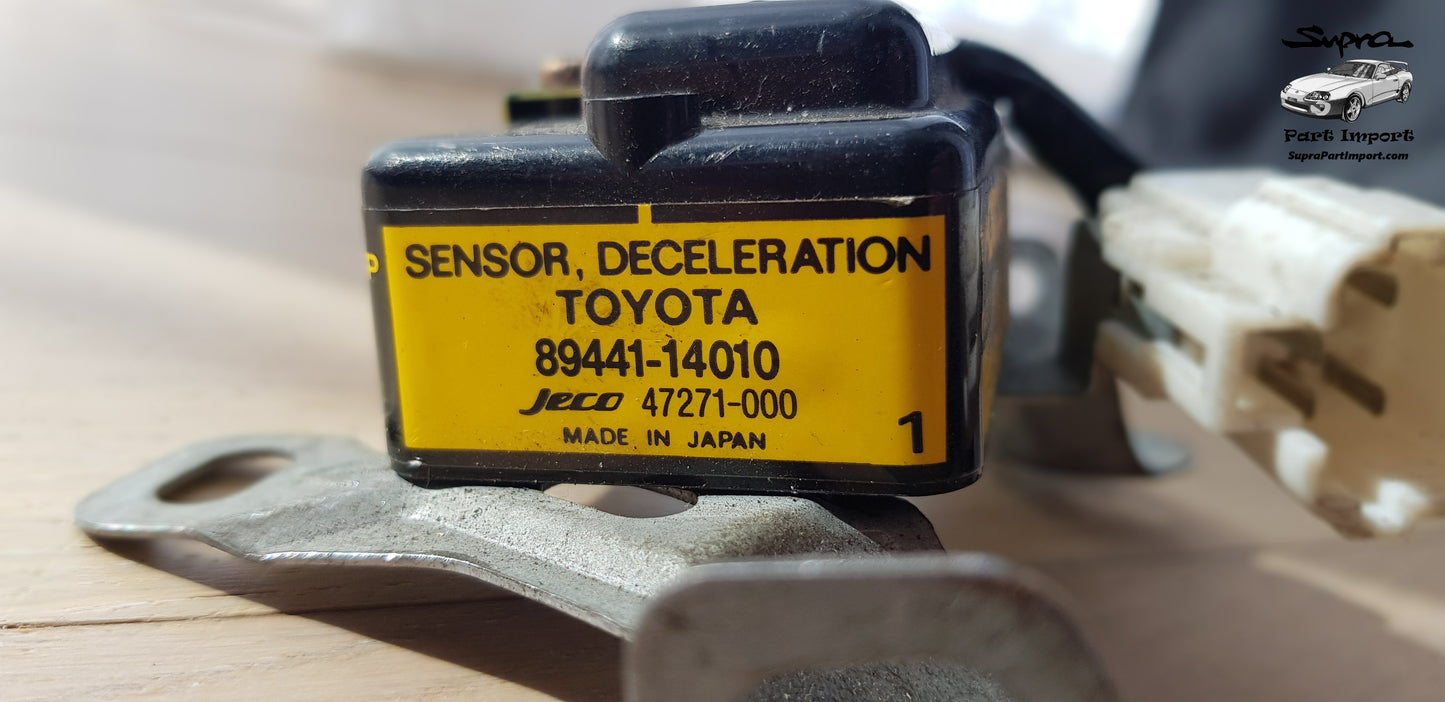 Supra
Part Import
SupraPartImport.com
SENSOR, DECELERATION
TOYOTA
89441-14010
Jeco 47271-000
MADE IN JAPAN
1